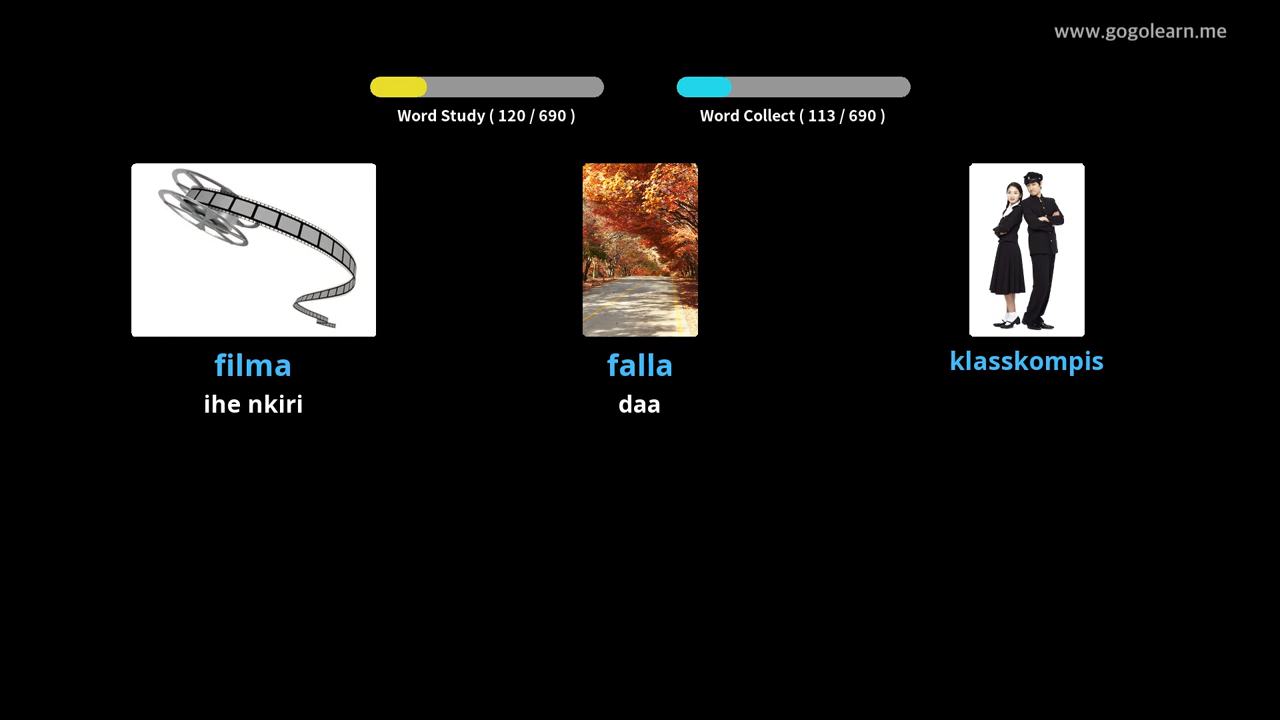 www.gogolearn.me
Word Study ( 120 / 690 )
Word Collect ( 113 / 690 )
filma
ihe nkiri
falla
daa
klasskompis